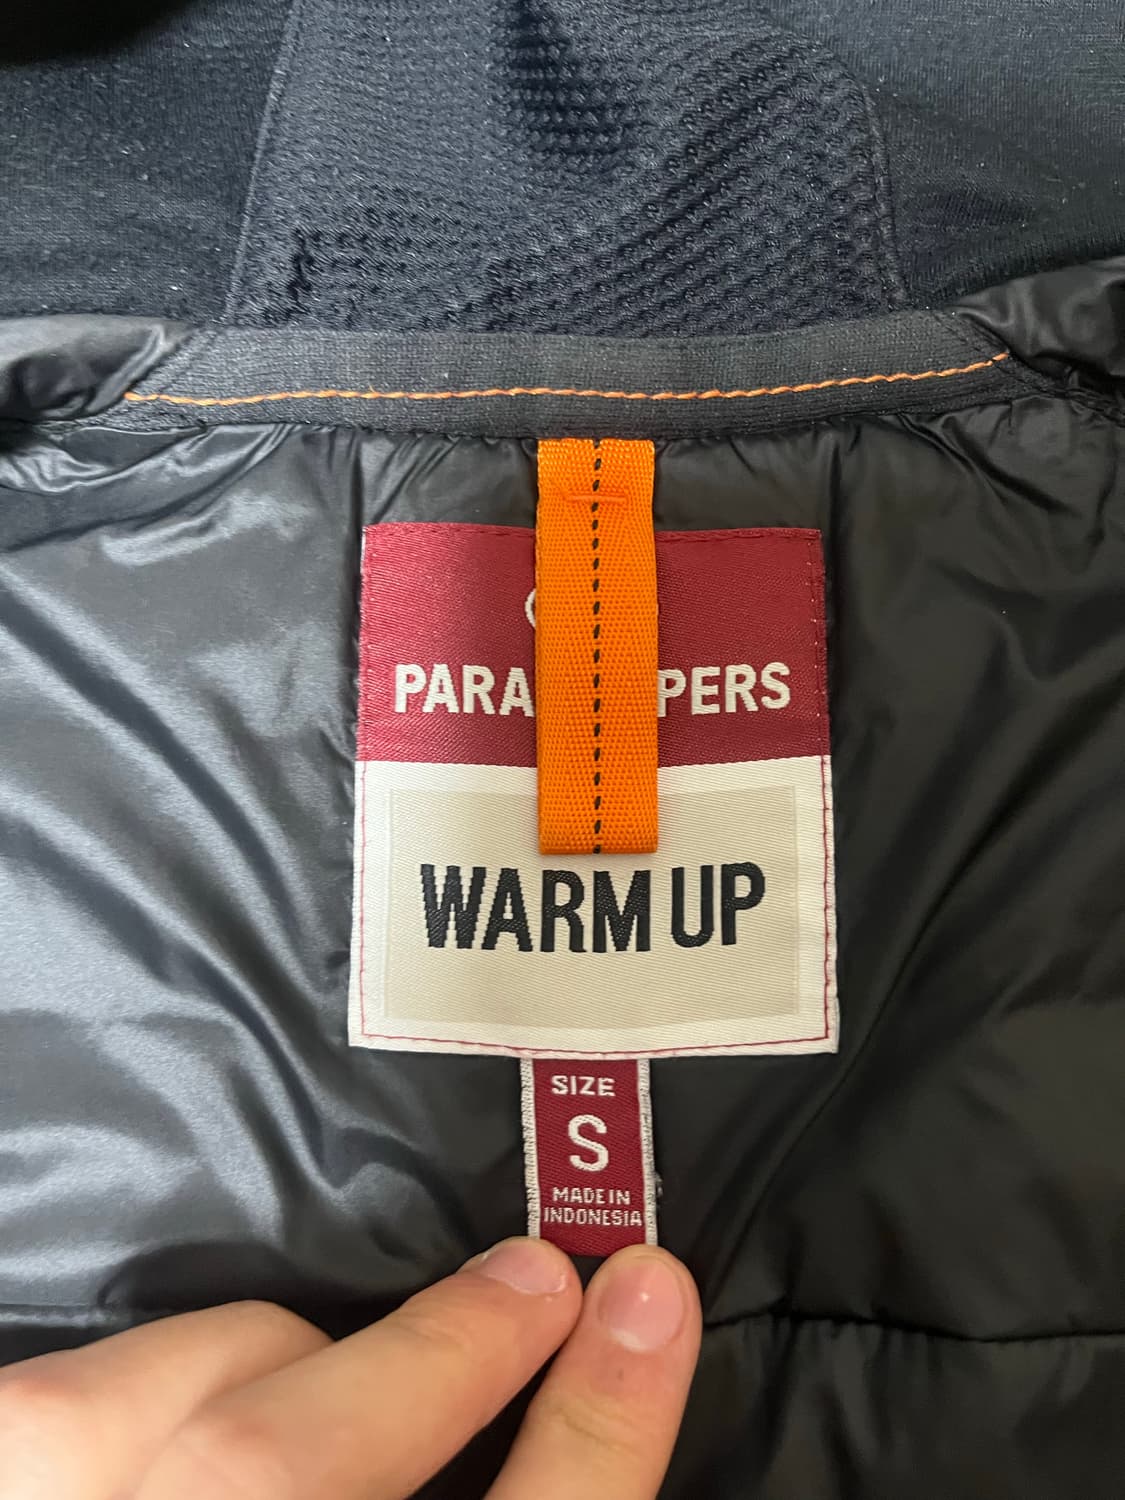 PARA PERS
WARM UP
SIZE
S
MADE IN
INDONESIA